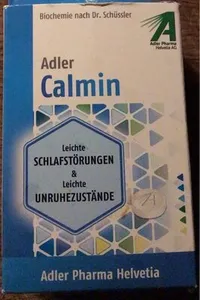 Biochemie nach Dr. Schüssler
Adler Pharma
Helvetia AG
Adler
Calmin
Leichte
SCHLAFSTÖRUNGEN
&
Leichte
UNRUHEZUSTÄNDE
Adler Pharma Helvetia